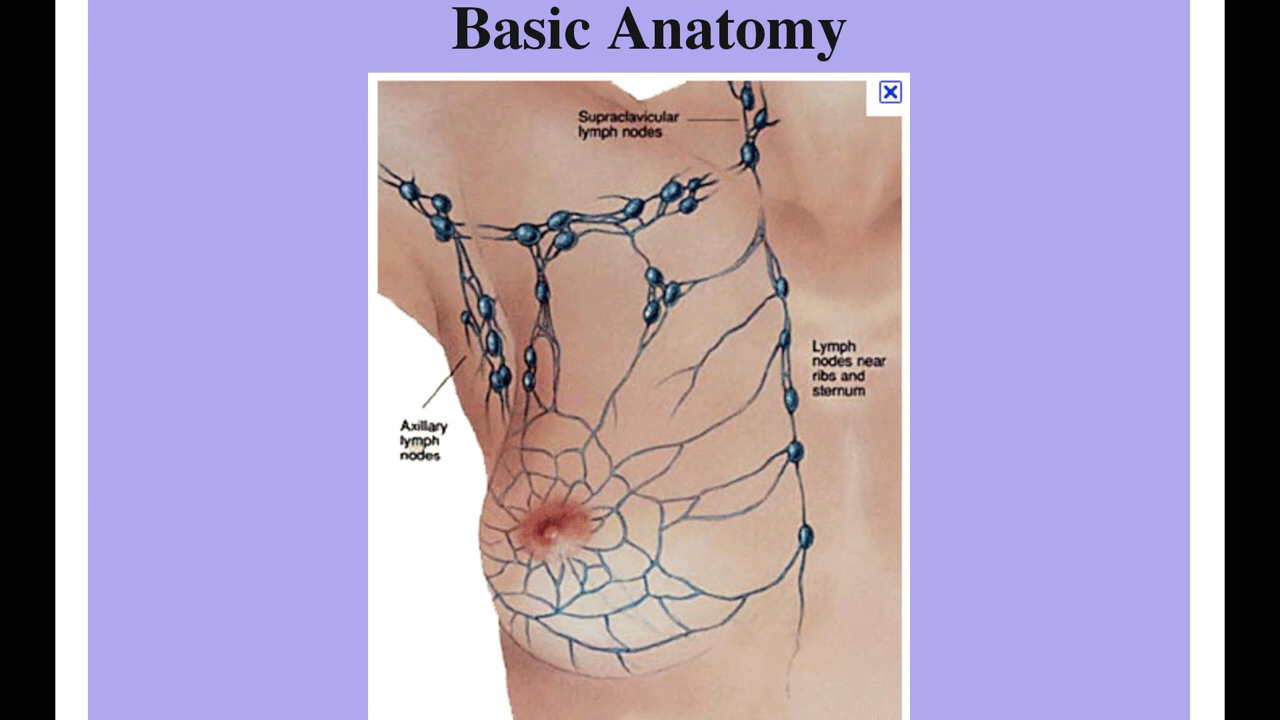 Basic Anatomy
Supraclavicular
lymph nodes
Lymph
nodes near
ribs and
sternum
Axillary
lymph
nodes